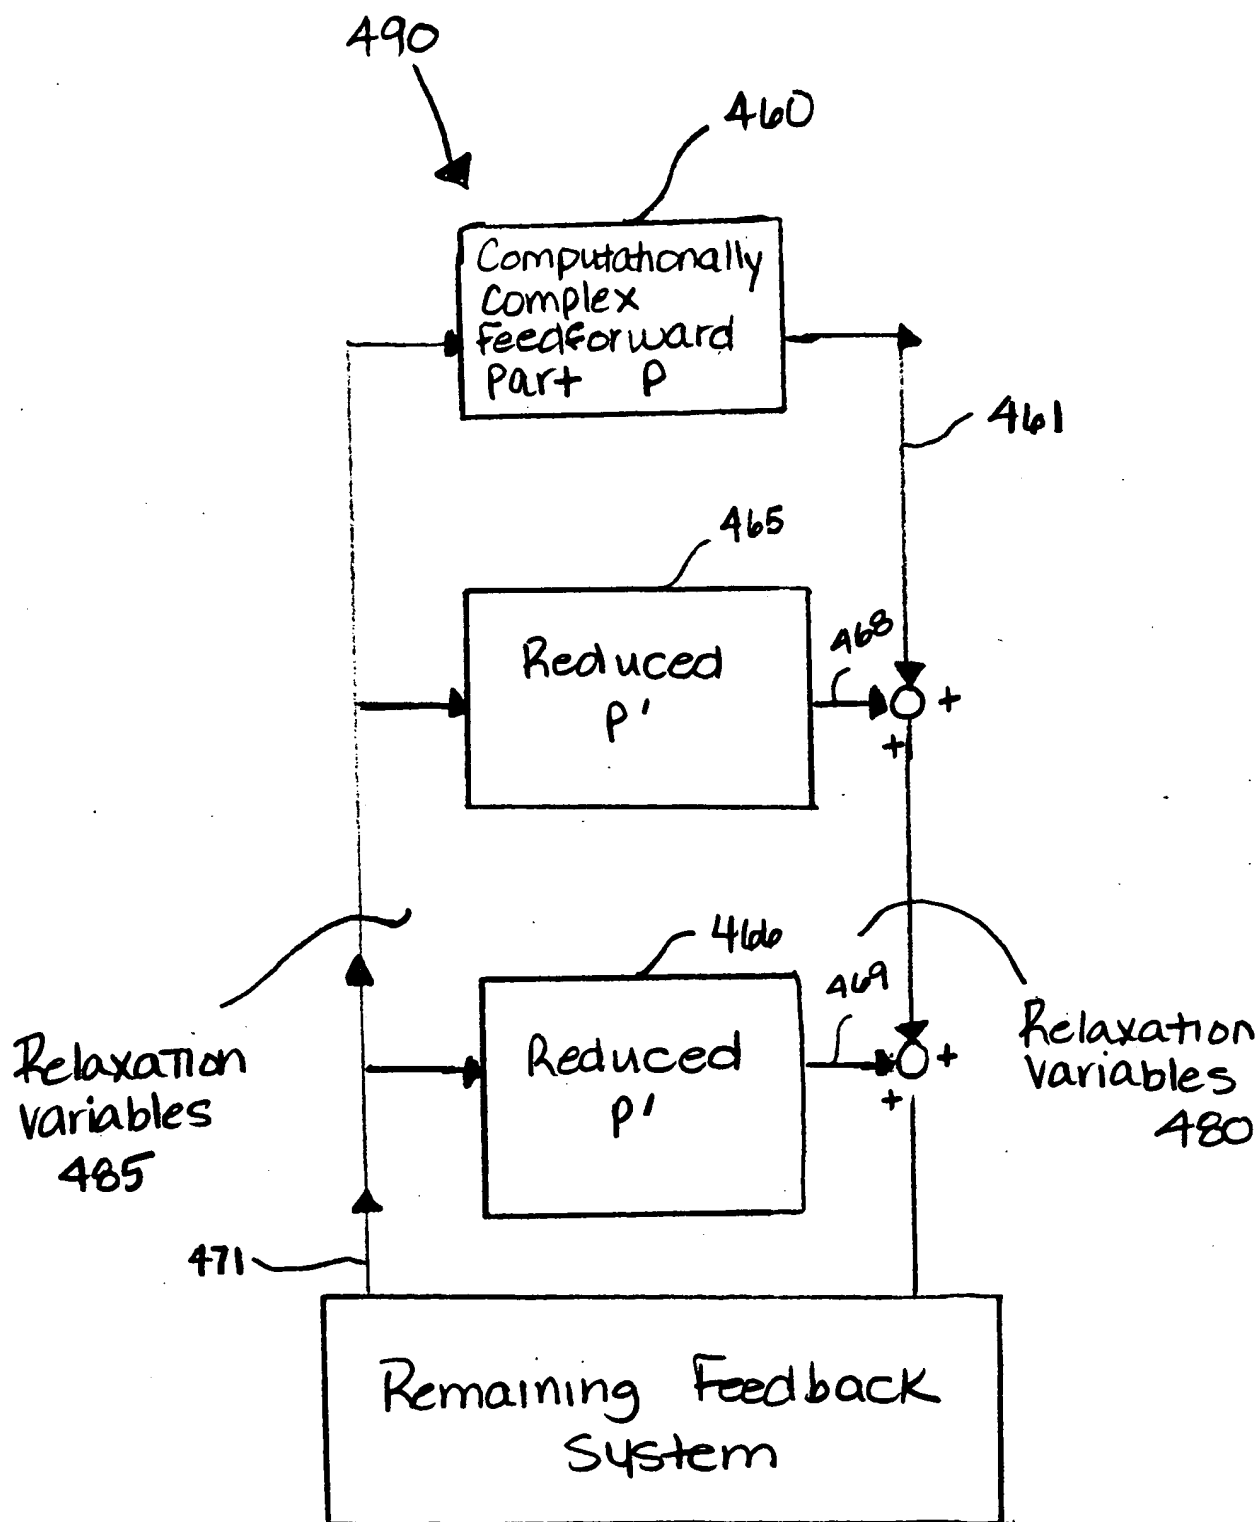 490
460
Computationally
Complex
Feedforward
Part P
461
465
Reduced
P'
468
+
+
466
Reduced
P'
469
+
+
Relaxation
variables
485
Relaxation
variables
480
471
Remaining Feedback
System